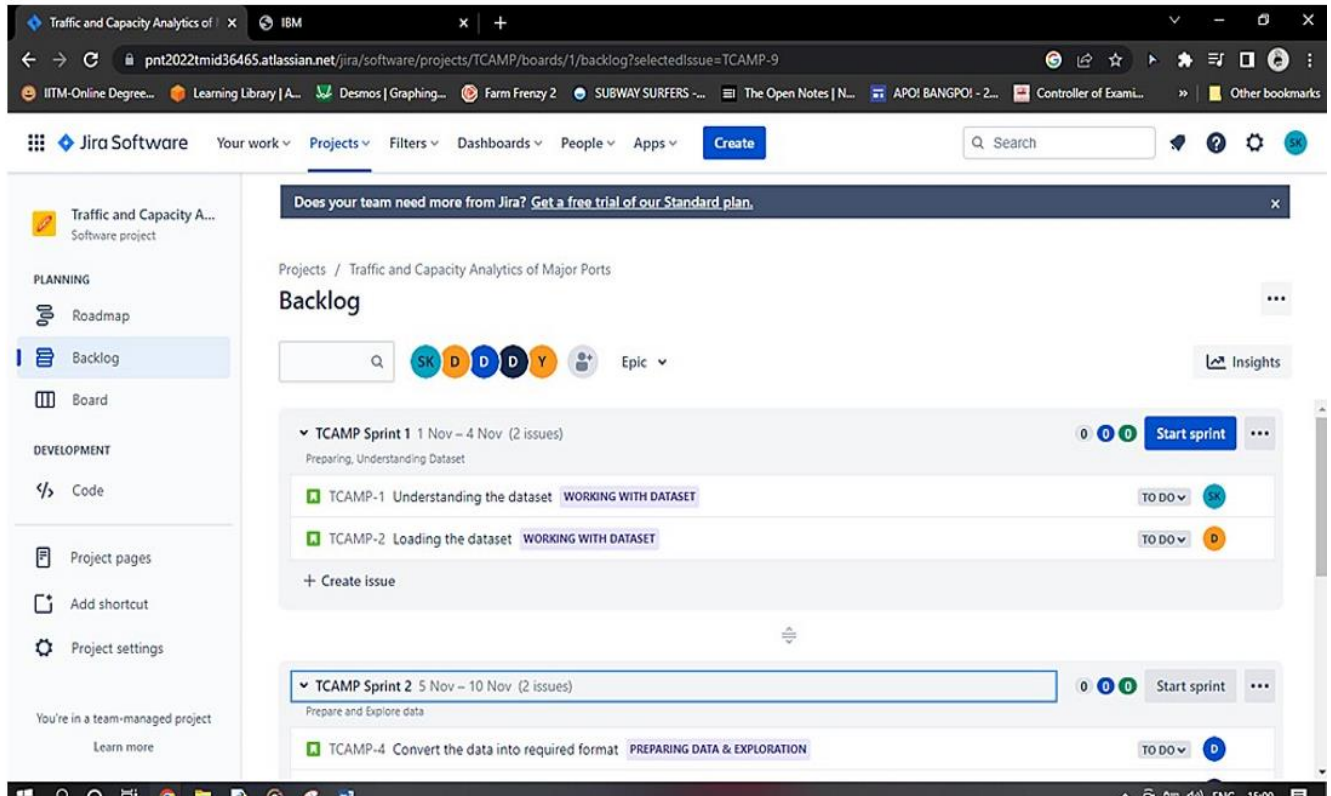 Traffic and Capacity Analytics of
IBM
pnt2022tmid36465.atlassian.net/jira/software/projects/TCAMP/boards/1/backlog?selectedIssue=TCAMP-9
IITM-Online Degree... Learning Library | A... Desmos | Graphing... Farm Frenzy 2 SUBWAY SURFERS -... The Open Notes | N... APO! BANGPO! - 2... Controller of Exami... » Other bookmarks
Jira Software Your work Projects Filters Dashboards People Apps Create Search SK
Does your team need more from Jira? Get a free trial of our Standard plan.
Traffic and Capacity A...
Software project
PLANNING
Roadmap
Backlog
Board
DEVELOPMENT
Code
Project pages
Add shortcut
Project settings
You're in a team-managed project
Learn more
Projects / Traffic and Capacity Analytics of Major Ports
Backlog
SK D D D Y Epic Insights
TCAMP Sprint 1 1 Nov – 4 Nov (2 issues) 0 0 0 Start sprint
Preparing, Understanding Dataset
TCAMP-1 Understanding the dataset WORKING WITH DATASET TO DO SK
TCAMP-2 Loading the dataset WORKING WITH DATASET TO DO D
+ Create issue
TCAMP Sprint 2 5 Nov – 10 Nov (2 issues) 0 0 0 Start sprint
Prepare and Explore data
TCAMP-4 Convert the data into required format PREPARING DATA & EXPLORATION TO DO D
ENG 15:09